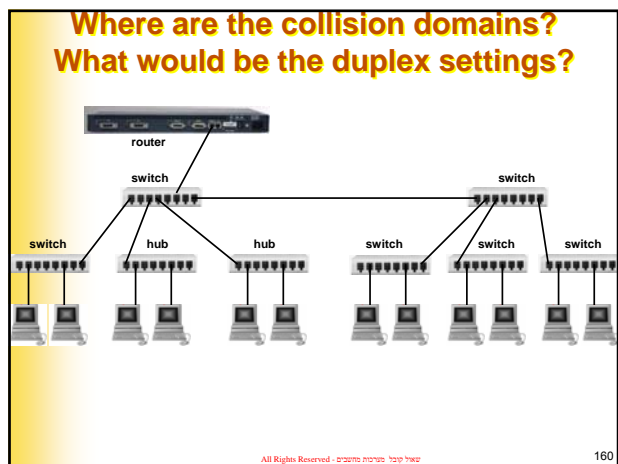 Where are the collision domains?
What would be the duplex settings?
router
switch
switch
switch
hub
hub
switch
switch
switch
All Rights Reserved - שאול קובל מערכות מחשבים
160